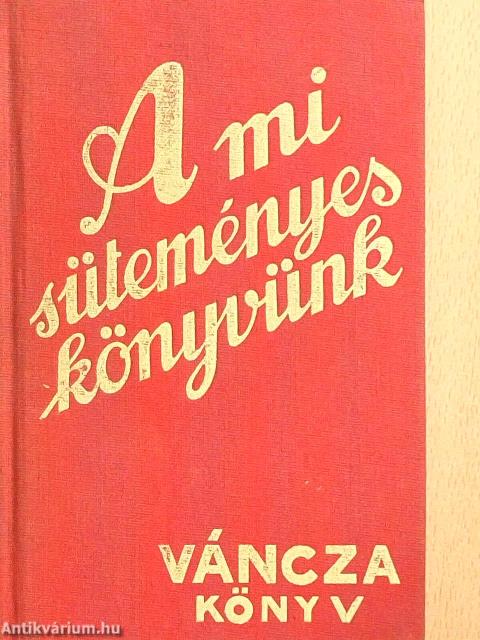 A mi
süteményes
könyvünk
VÁNCZA
KÖNYV
Antikvárium.hu